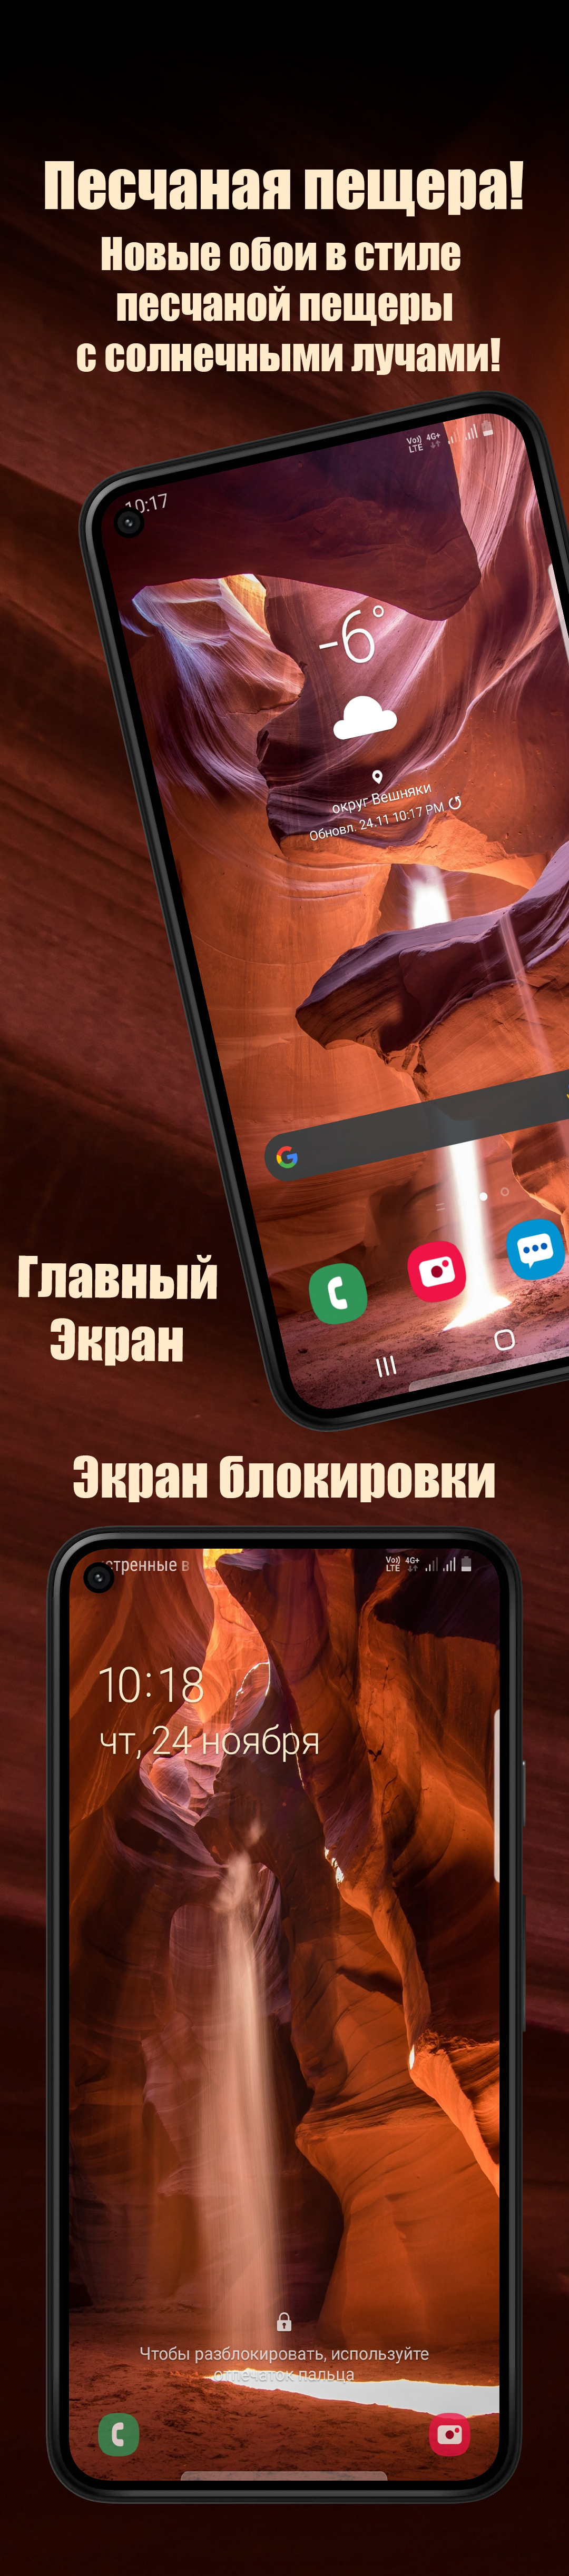 Песчаная пещера!
Новые обои в стиле
песчаной пещеры
с солнечными лучами!
Vo)) 4G+
LTE
10:17
-6°
округ Вешняки
Обновл. 24.11 10:17 PM
G
Главный
Экран
Экран блокировки
стренные в
Vo)) 4G+
LTE
10:18
чт, 24 ноября
Чтобы разблокировать, используйте
отпечаток пальца